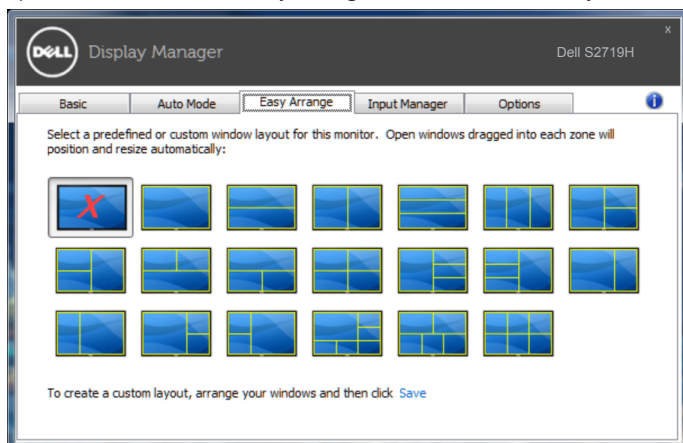 DELL Display Manager
Dell S2719H
x
Basic Auto Mode Easy Arrange Input Manager Options
Select a predefined or custom window layout for this monitor. Open windows dragged into each zone will
position and resize automatically:
To create a custom layout, arrange your windows and then click Save